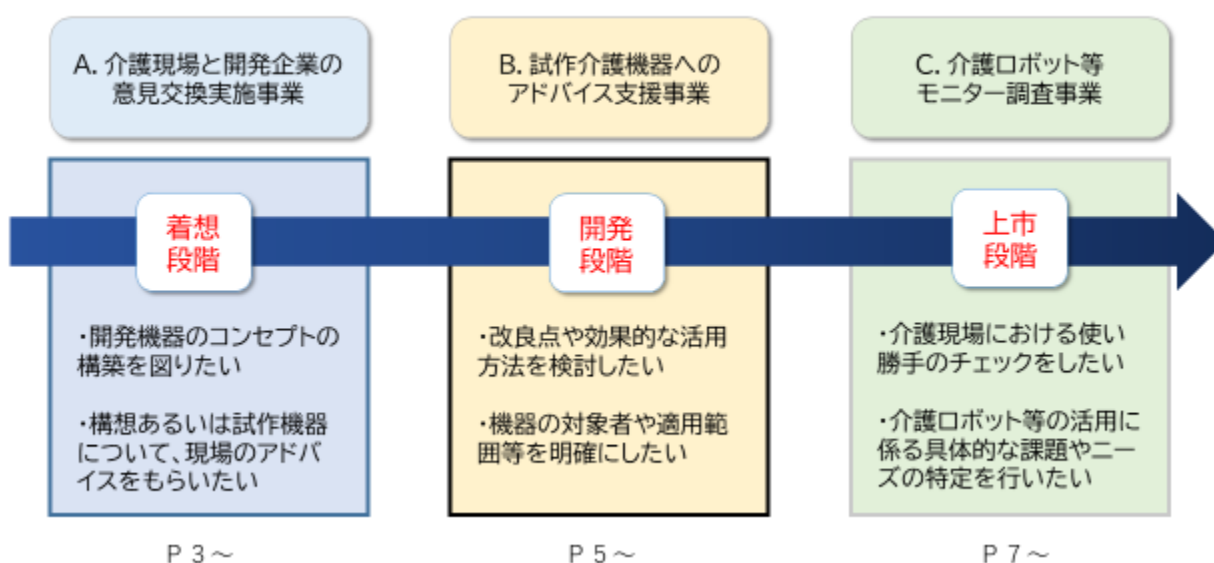 A. 介護現場と開発企業の
意見交換実施事業
B. 試作介護機器への
アドバイス支援事業
C. 介護ロボット等
モニター調査事業
着想
段階
開発
段階
上市
段階
・開発機器のコンセプトの
構築を図りたい
・構想あるいは試作機器
について、現場のアドバ
イスをもらいたい
・改良点や効果的な活用
方法を検討したい
・機器の対象者や適用範
囲等を明確にしたい
・介護現場における使い
勝手のチェックをしたい
・介護ロボット等の活用に
係る具体的な課題やニー
ズの特定を行いたい
P 3～
P 5～
P 7～